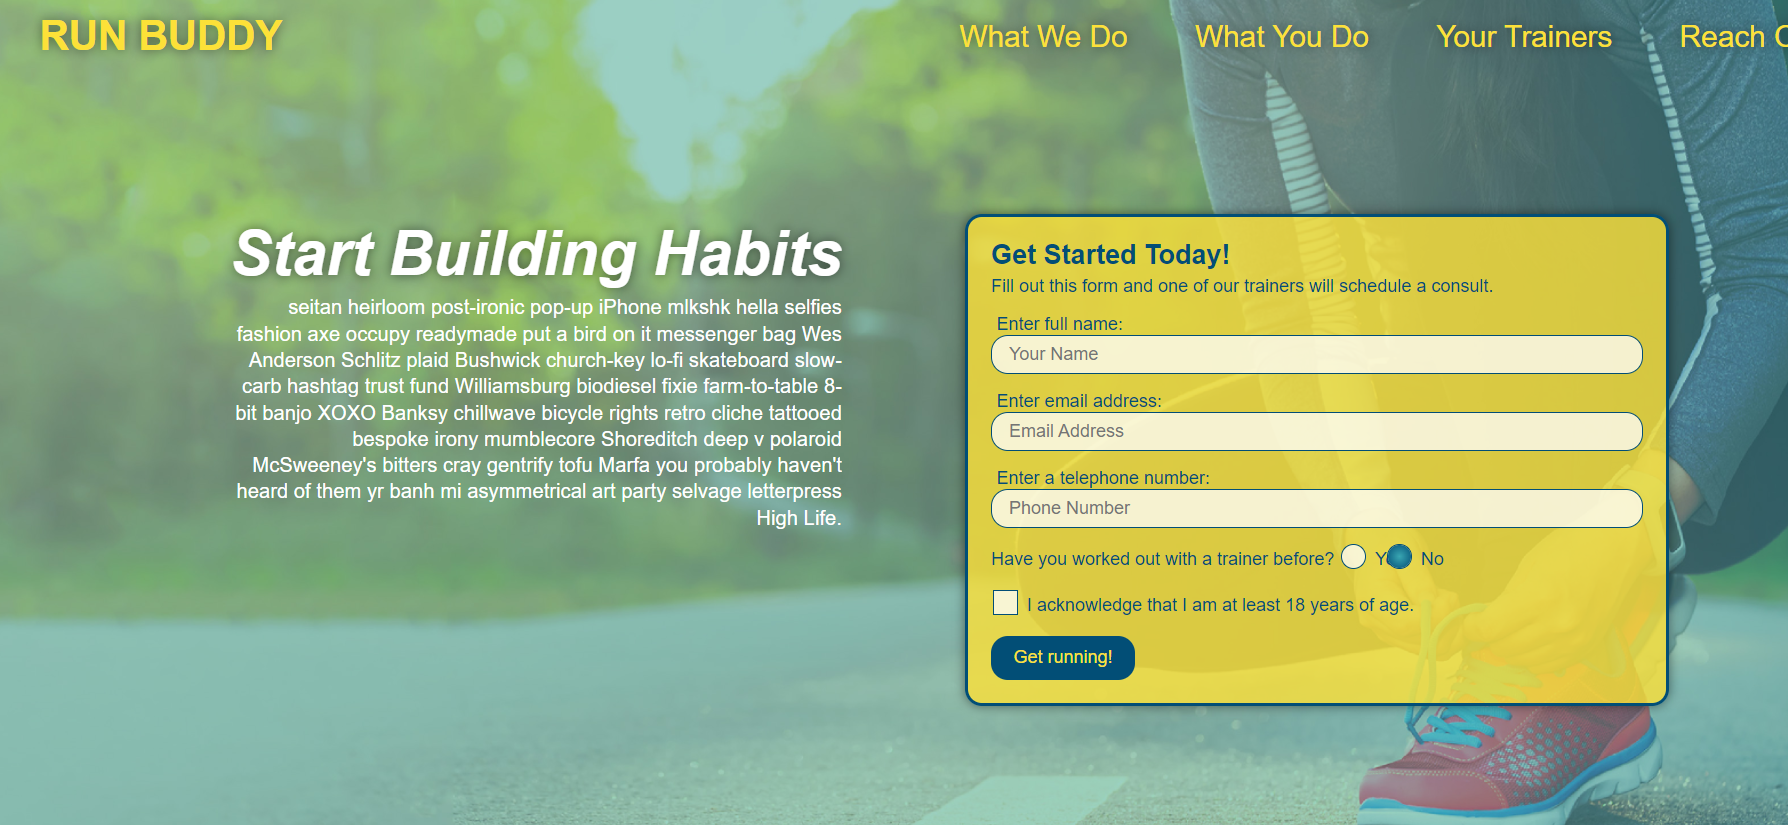 RUN BUDDY
What We Do What You Do Your Trainers Reach
Start Building Habits
seitan heirloom post-ironic pop-up iPhone mlkshk hella selfies
fashion axe occupy readymade put a bird on it messenger bag Wes
Anderson Schlitz plaid Bushwick church-key lo-fi skateboard slow-
carb hashtag trust fund Williamsburg biodiesel fixie farm-to-table 8-
bit banjo XOXO Banksy chillwave bicycle rights retro cliche tattooed
bespoke irony mumblecore Shoreditch deep v polaroid
McSweeney's bitters cray gentrify tofu Marfa you probably haven't
heard of them yr banh mi asymmetrical art party selvage letterpress
High Life.
Get Started Today!
Fill out this form and one of our trainers will schedule a consult.
Enter full name:
Your Name
Enter email address:
Email Address
Enter a telephone number:
Phone Number
Have you worked out with a trainer before? No
I acknowledge that I am at least 18 years of age.
Get running!